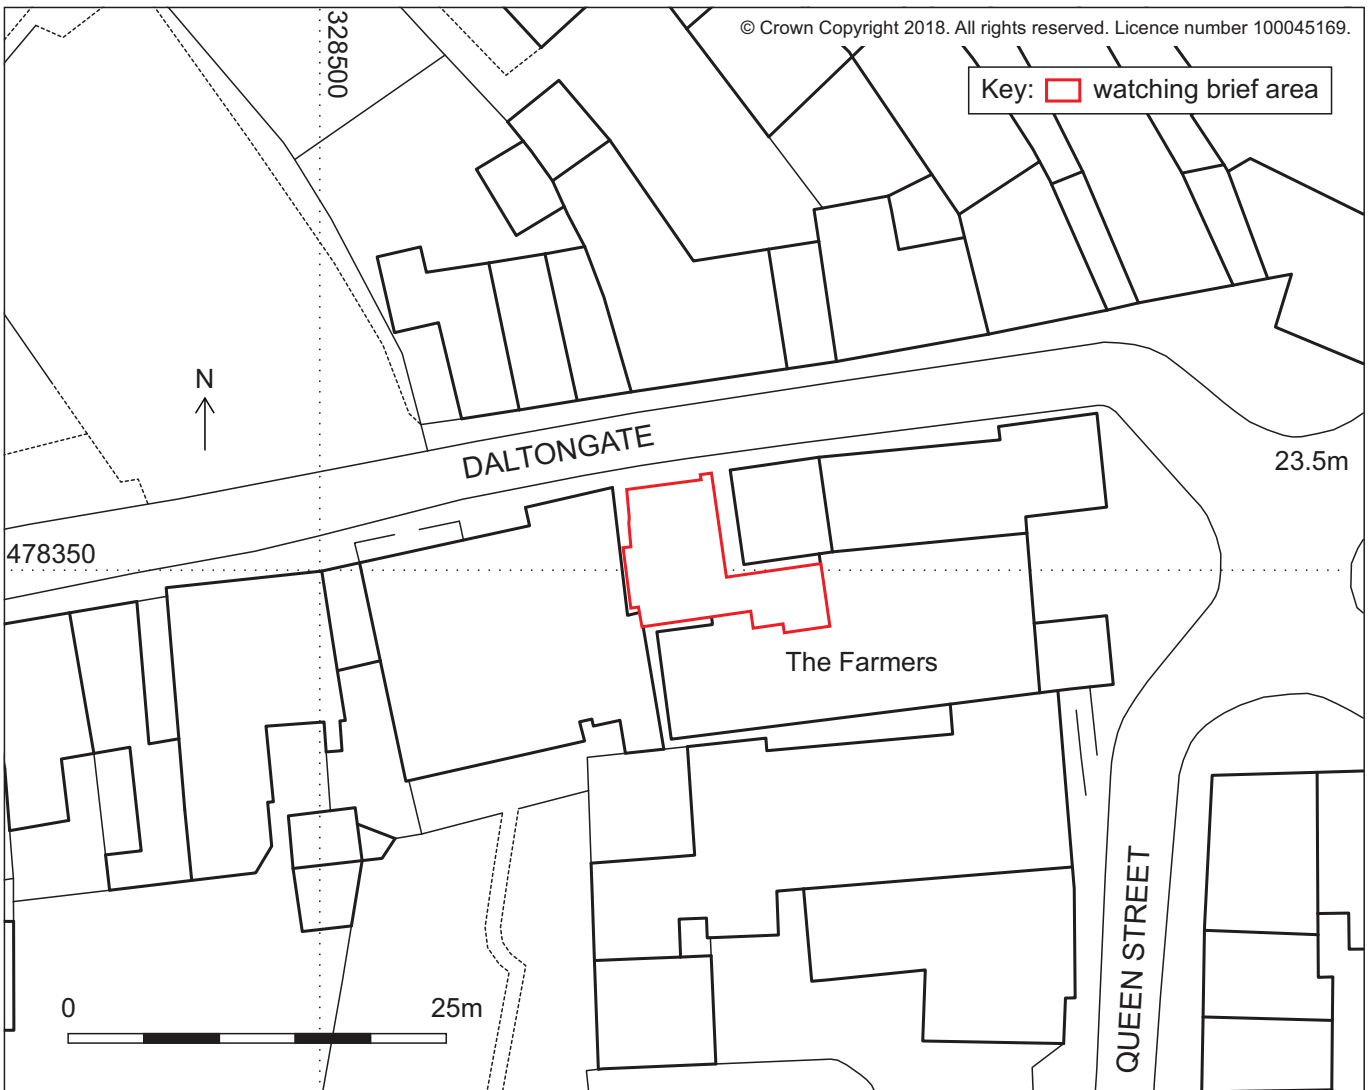 © Crown Copyright 2018. All rights reserved. Licence number 100045169.
328500
Key: watching brief area
N
DALTONGATE
23.5m
478350
The Farmers
QUEEN STREET
0 25m